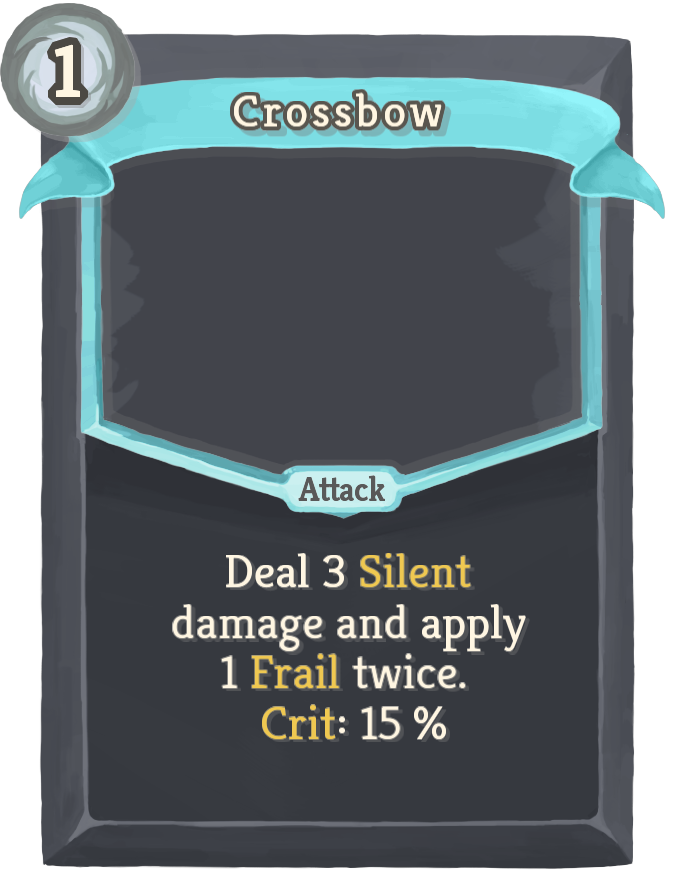 1
Crossbow
Attack
Deal 3 Silent
damage and apply
1 Frail twice.
Crit: 15 %